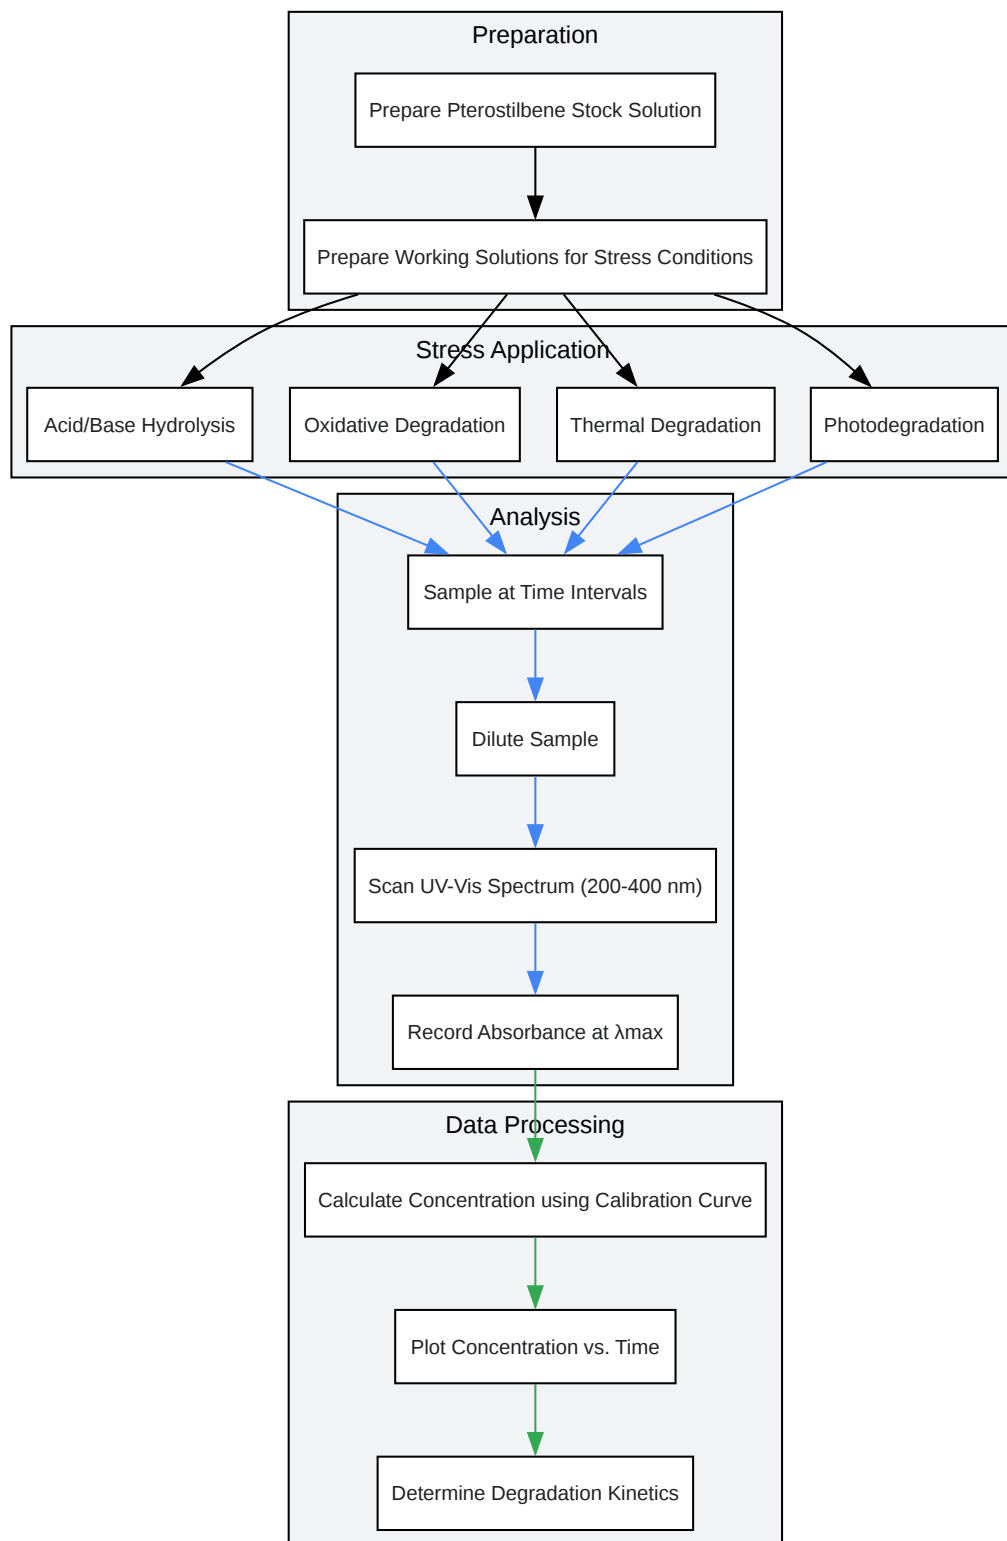 Preparation
Prepare Pterostilbene Stock Solution
Prepare Working Solutions for Stress Conditions
Stress Application
Acid/Base Hydrolysis
Oxidative Degradation
Thermal Degradation
Photodegradation
Analysis
Sample at Time Intervals
Dilute Sample
Scan UV-Vis Spectrum (200-400 nm)
Record Absorbance at λmax
Data Processing
Calculate Concentration using Calibration Curve
Plot Concentration vs. Time
Determine Degradation Kinetics